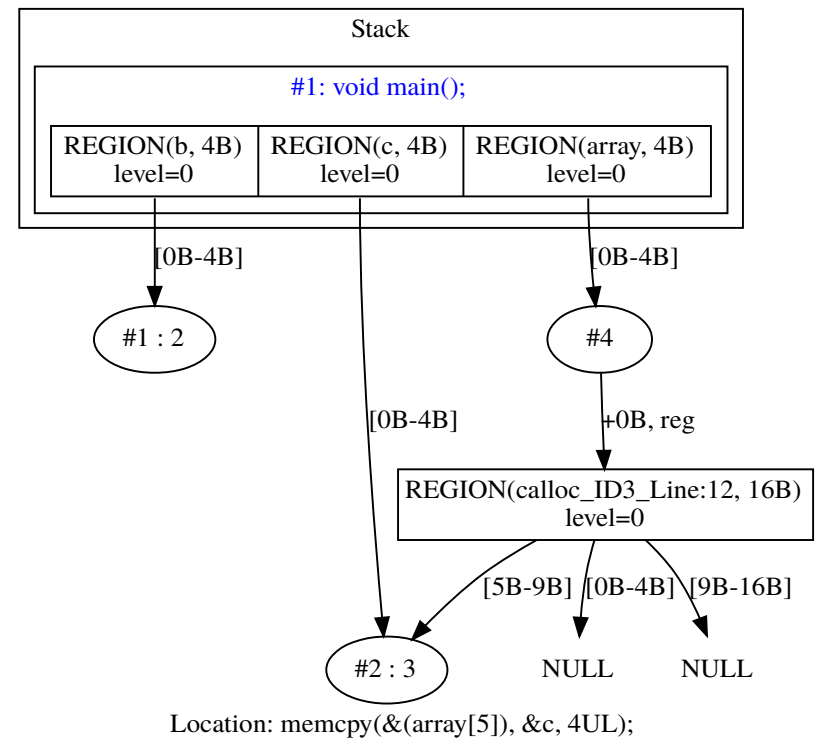 Stack
#1: void main();
REGION(b, 4B)
level=0
REGION(c, 4B)
level=0
REGION(array, 4B)
level=0
[0B-4B]
[0B-4B]
#1 : 2
#4
[0B-4B]
+0B, reg
REGION(calloc_ID3_Line:12, 16B)
level=0
[5B-9B]
[0B-4B]
[9B-16B]
#2 : 3
NULL
NULL
Location: memcpy(&(array[5]), &c, 4UL);